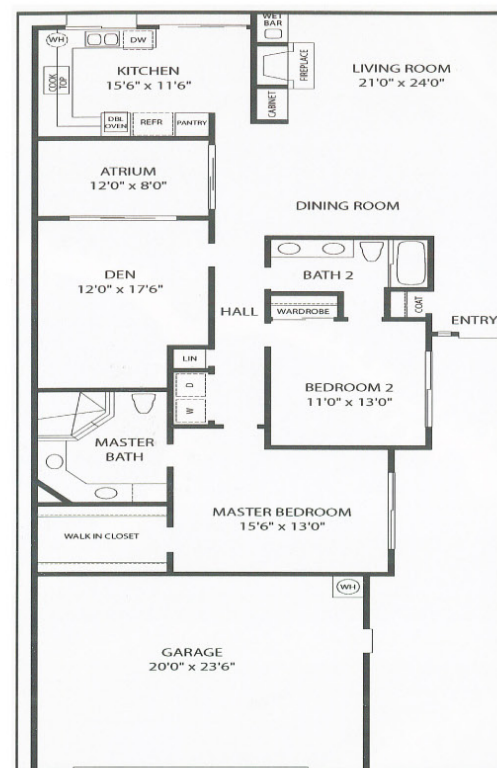 WET
BAR
WH
DW
KITCHEN
15'6" x 11'6"
COOK
TOP
DBL
OVEN
REFR
PANTRY
FIREPLACE
CABINET
LIVING ROOM
21'0" x 24'0"
ATRIUM
12'0" x 8'0"
DINING ROOM
DEN
12'0" x 17'6"
BATH 2
HALL
WARDROBE
COAT
ENTRY
LIN
D
W
BEDROOM 2
11'0" x 13'0"
MASTER
BATH
MASTER BEDROOM
15'6" x 13'0"
WALK IN CLOSET
WH
GARAGE
20'0" x 23'6"